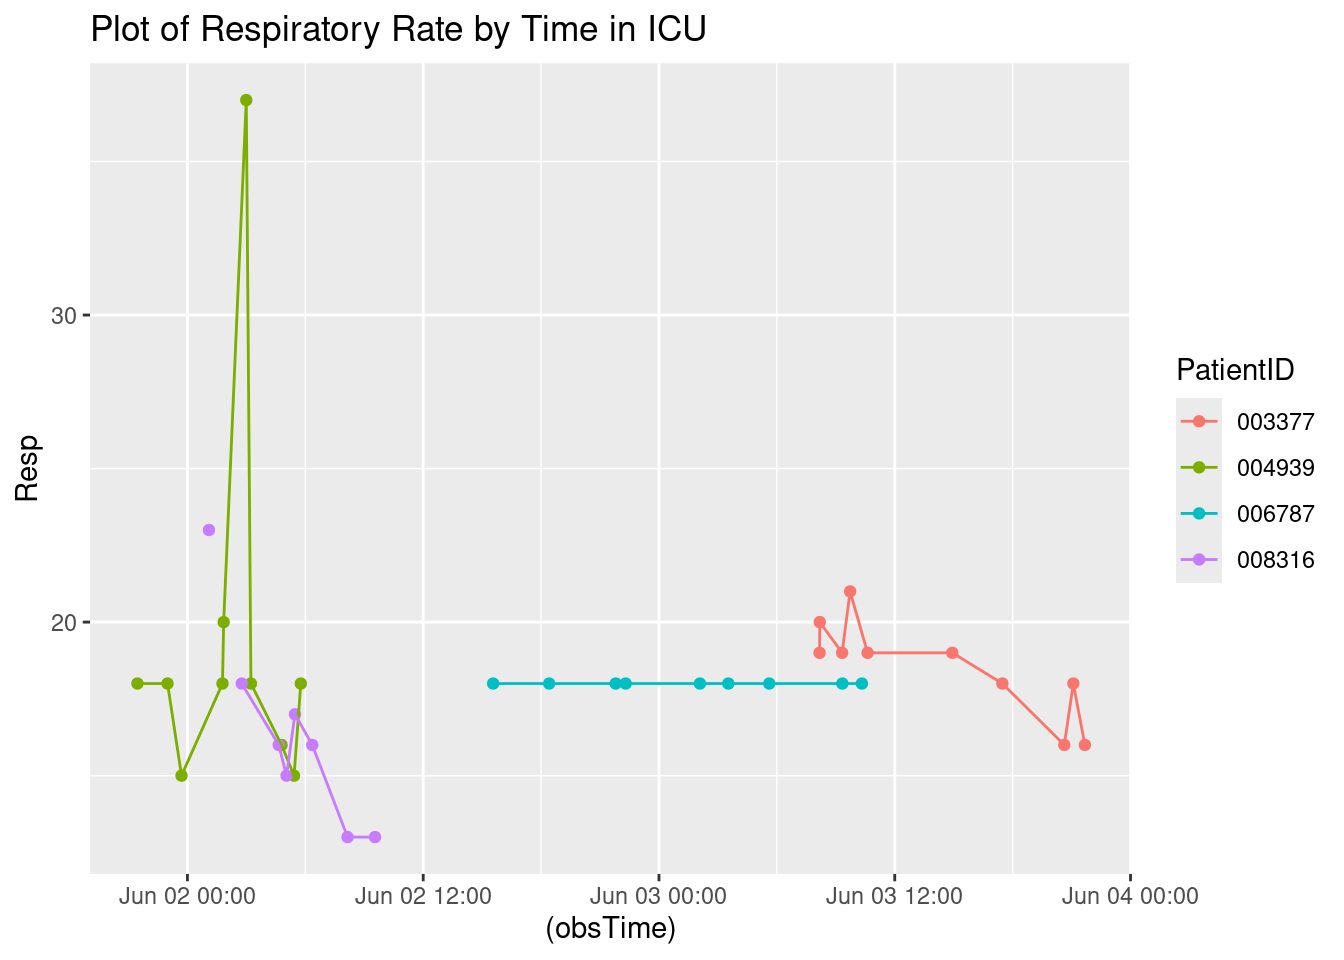 Plot of Respiratory Rate by Time in ICU
30
20
Resp
Jun 02 00:00
Jun 02 12:00
Jun 03 00:00
Jun 03 12:00
Jun 04 00:00
(obsTime)
PatientID
003377
004939
006787
008316